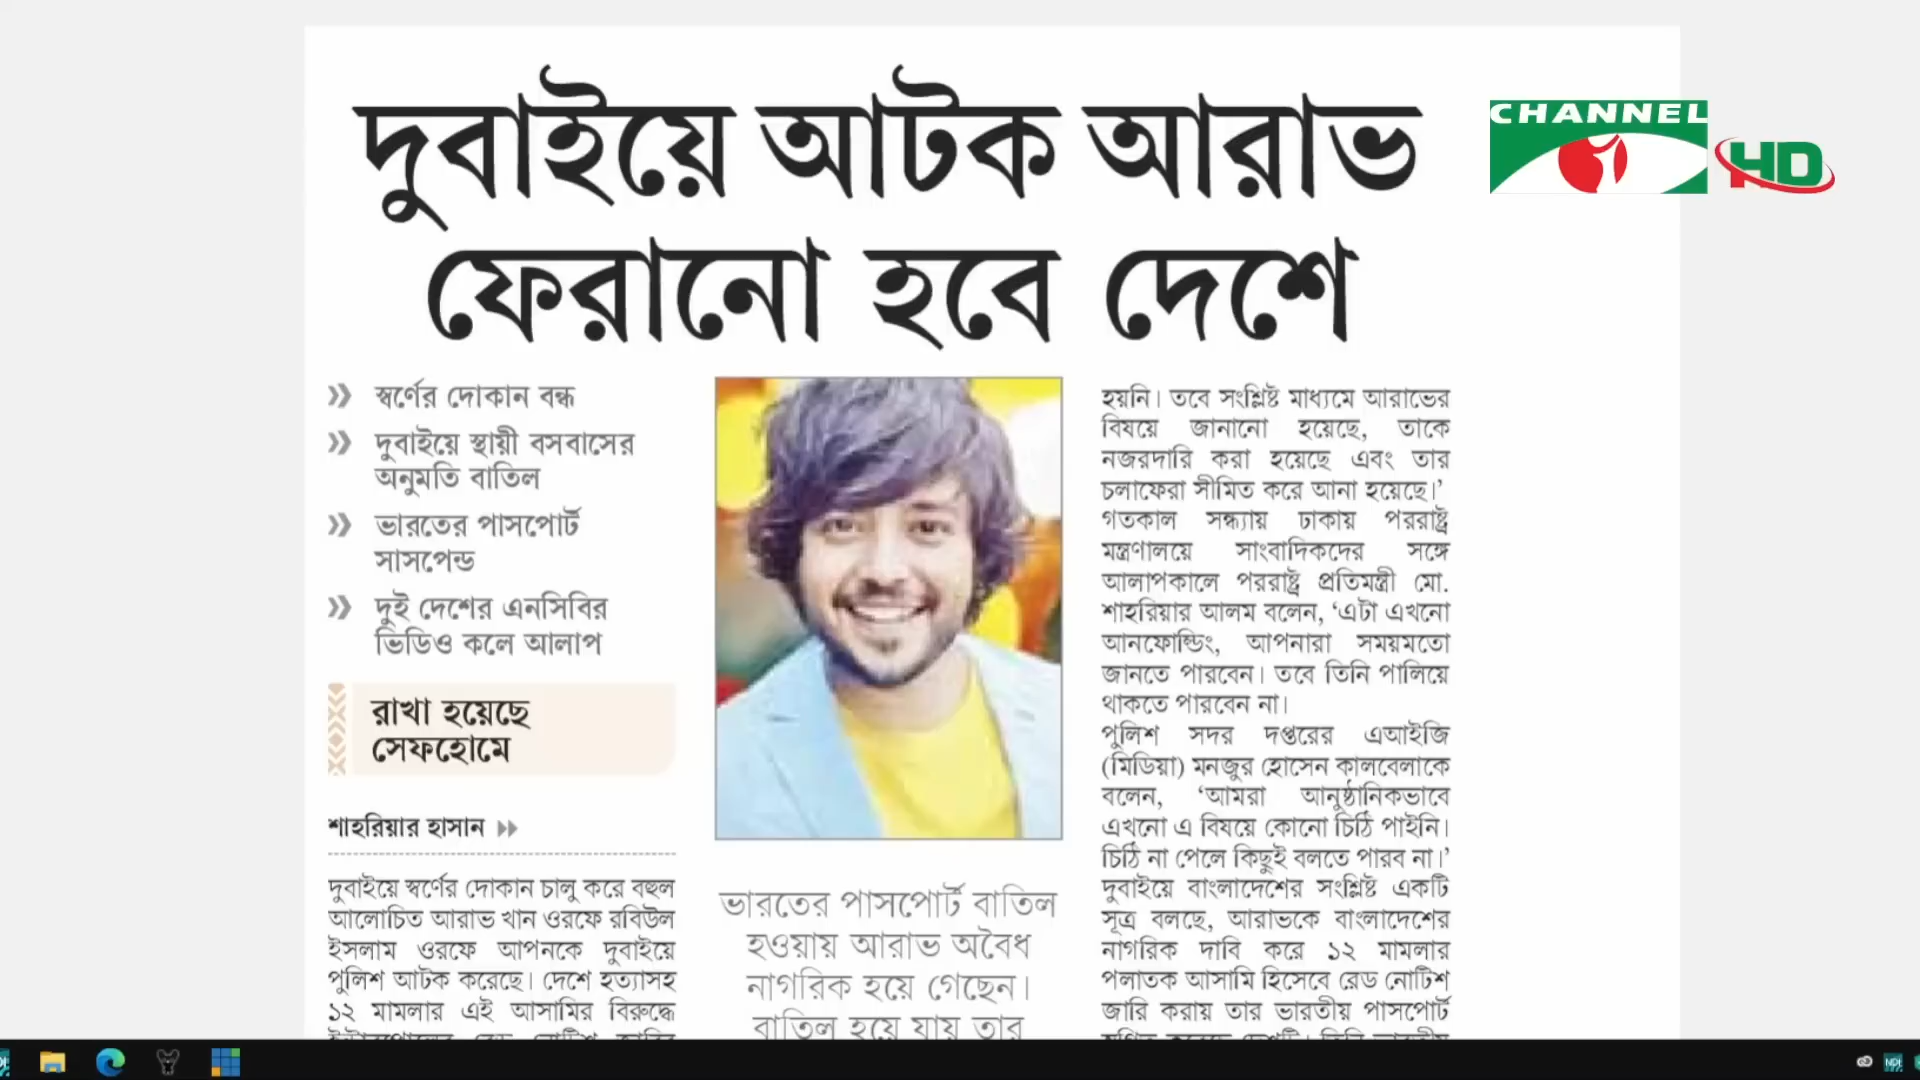 দুবাইয়ে আটক আরাভ
ফেরানো হবে দেশে
CHANNEL
i
HD
স্বর্ণের দোকান বন্ধ
দুবাইয়ে স্থায়ী বসবাসের
অনুমতি বাতিল
ভারতের পাসপোর্ট
সাসপেন্ড
দুই দেশের এনসিবির
ভিডিও কলে আলাপ
রাখা হয়েছে
সেফহোমে
শাহরিয়ার হাসান
দুবাইয়ে স্বর্ণের দোকান চালু করে বহুল
আলোচিত আরাভ খান ওরফে রবিউল
ইসলাম ওরফে আপনকে দুবাইয়ে
পুলিশ আটক করেছে। দেশে হত্যাসহ
১২ মামলার এই আসামির বিরুদ্ধে
ভারতের পাসপোর্ট বাতিল
হওয়ায় আরাভ অবৈধ
নাগরিক হয়ে গেছেন।
বাতিল হয়ে যায় তার
হয়নি। তবে সংশ্লিষ্ট মাধ্যমে আরাভের
বিষয়ে জানানো হয়েছে, তাকে
নজরদারি করা হয়েছে এবং তার
চলাফেরা সীমিত করে আনা হয়েছে।’
গতকাল সন্ধ্যায় ঢাকায় পররাষ্ট্র
মন্ত্রণালয়ে সাংবাদিকদের সঙ্গে
আলাপকালে পররাষ্ট্র প্রতিমন্ত্রী মো.
শাহরিয়ার আলম বলেন, ‘এটা এখনো
আনফোল্ডিং, আপনারা সময়মতো
জানতে পারবেন। তবে তিনি পালিয়ে
থাকতে পারবেন না।
পুলিশ সদর দপ্তরের এআইজি
(মিডিয়া) মনজুর হোসেন কালবেলাকে
বলেন, ‘আমরা আনুষ্ঠানিকভাবে
এখনো এ বিষয়ে কোনো চিঠি পাইনি।
চিঠি না পেলে কিছুই বলতে পারব না।’
দুবাইয়ে বাংলাদেশের সংশ্লিষ্ট একটি
সূত্র বলছে, আরাভকে বাংলাদেশের
নাগরিক দাবি করে ১২ মামলার
পলাতক আসামি হিসেবে রেড নোটিশ
জারি করায় তার ভারতীয় পাসপোর্ট